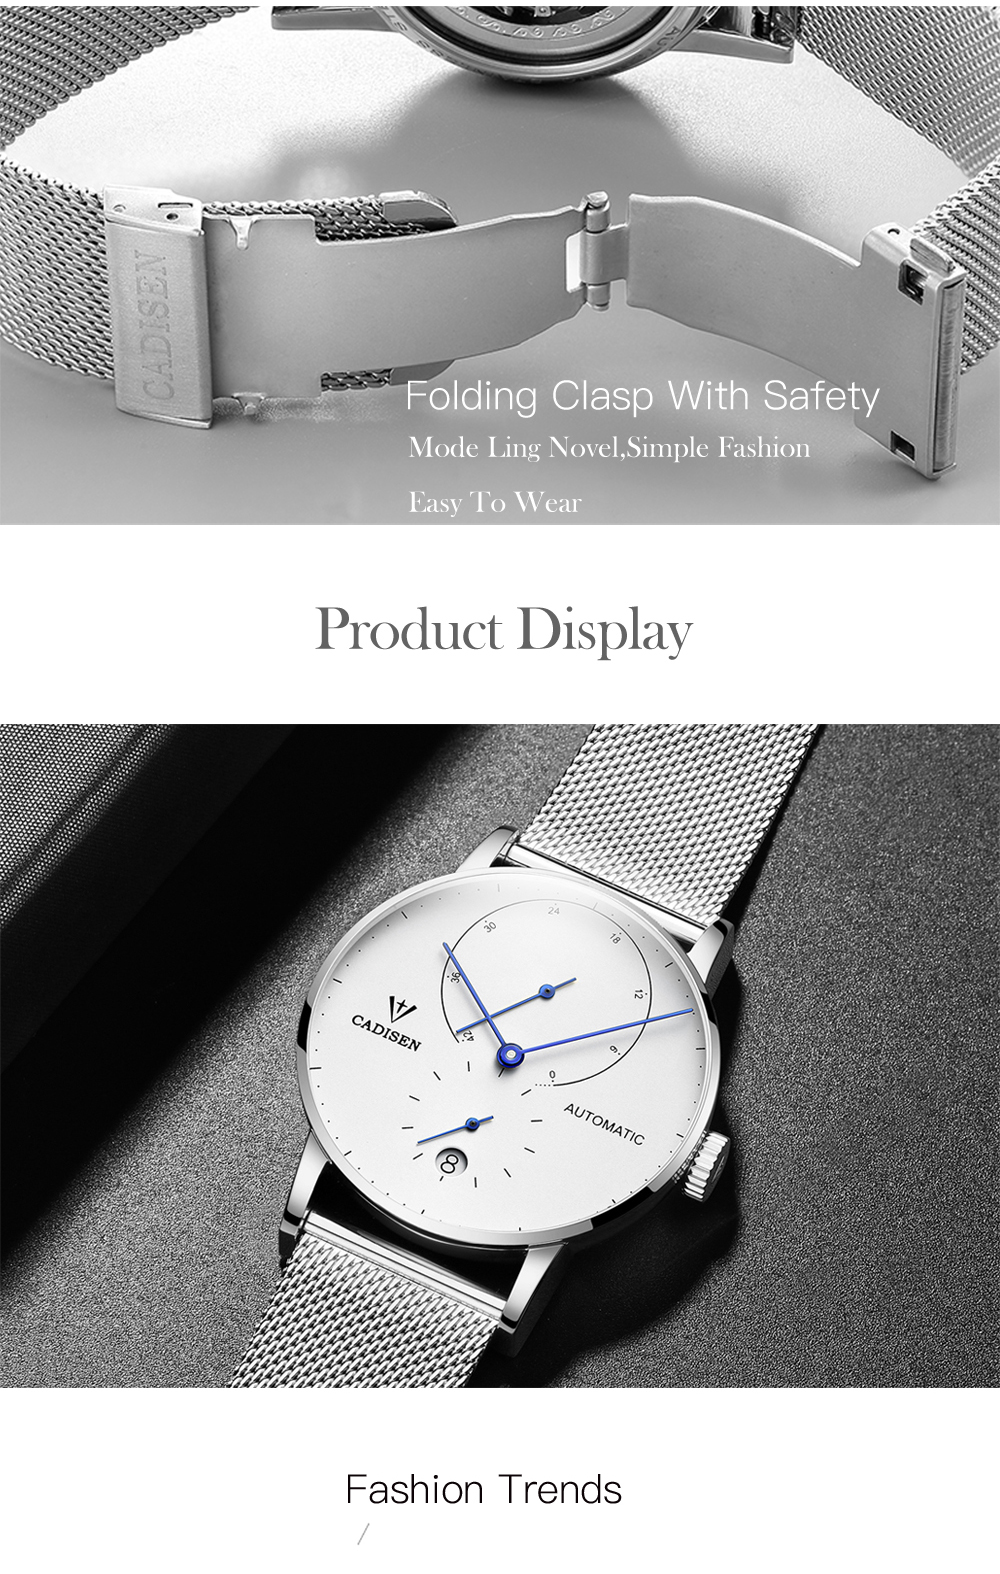 CADISEN
Folding Clasp With Safety
Mode Ling Novel,Simple Fashion
Easy To Wear
Product Display
24
30
18
36
12
CADISEN
42
6
0
AUTOMATIC
8
Fashion Trends
/